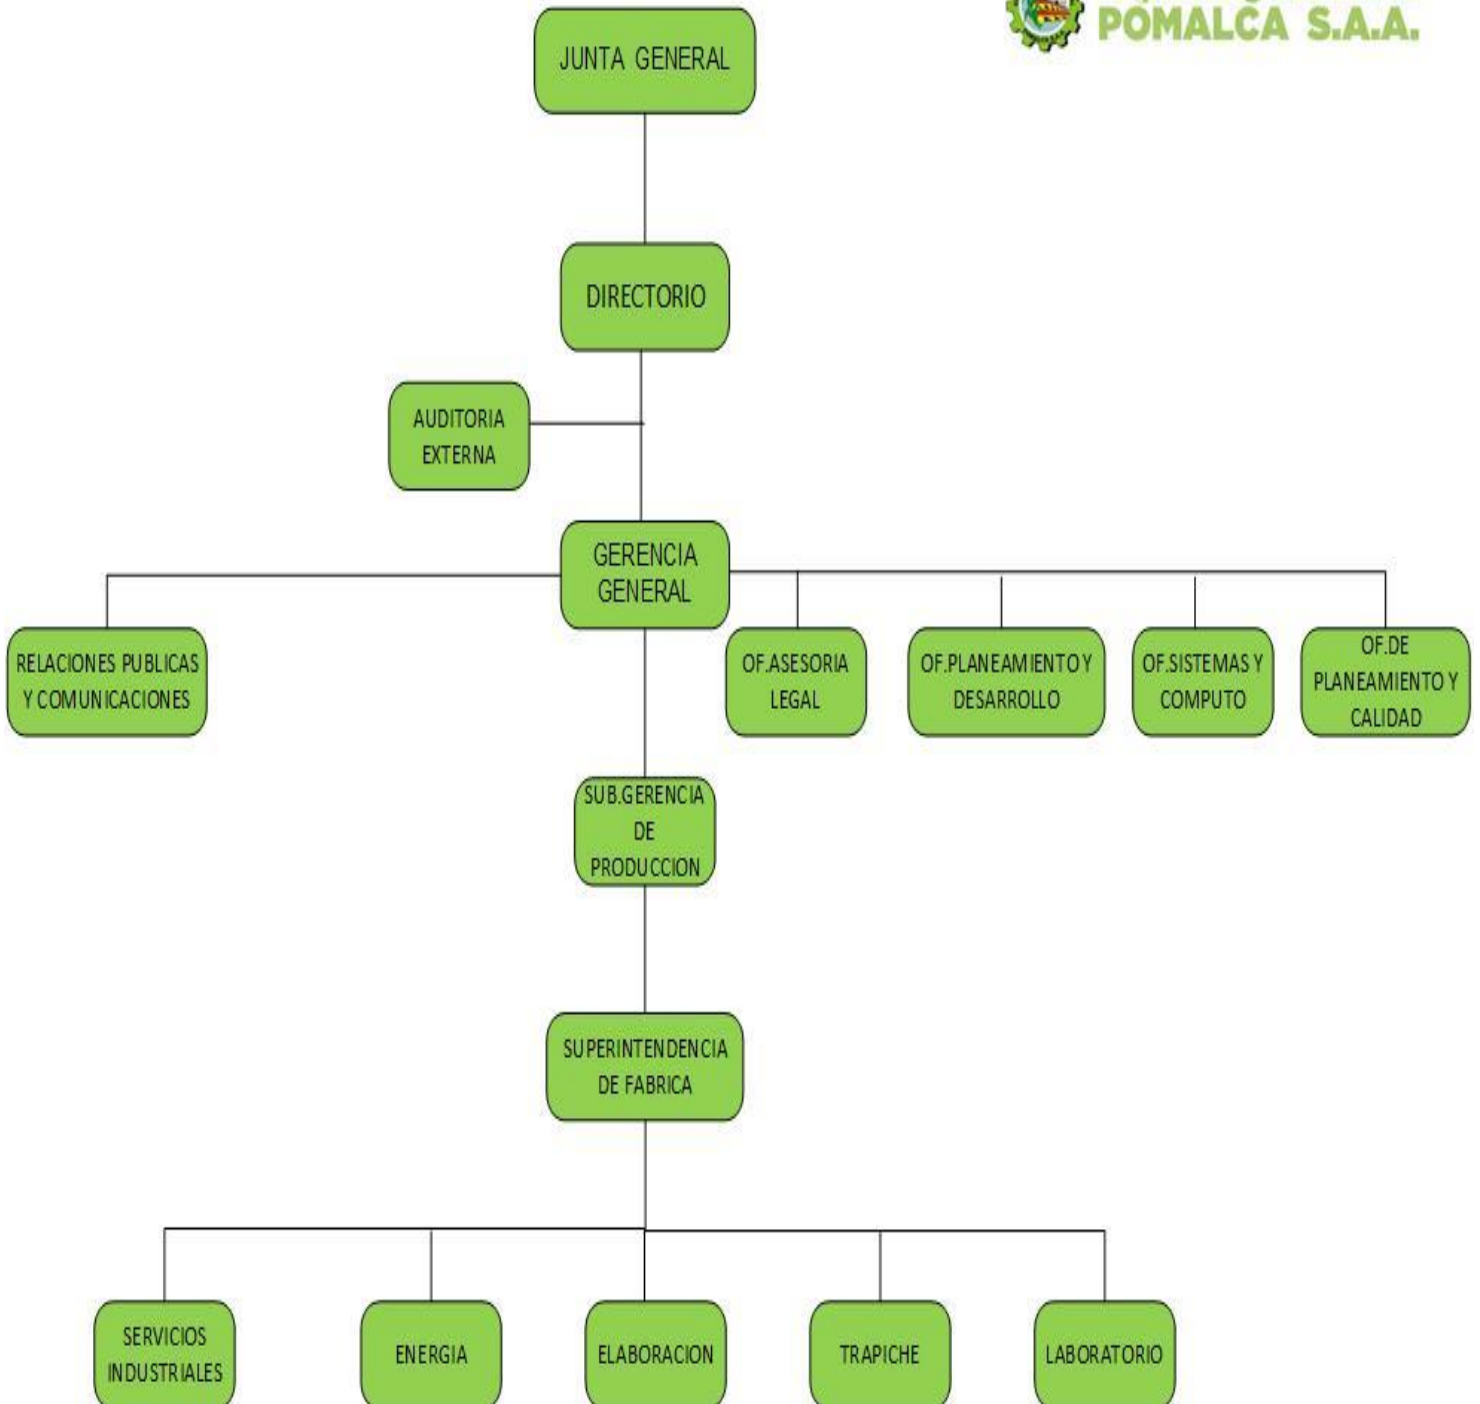 POMALCA S.A.A.
JUNTA GENERAL
DIRECTORIO
AUDITORIA
EXTERNA
GERENCIA
GENERAL
RELACIONES PUBLICAS
Y COMUNICACIONES
OF.ASESORIA
LEGAL
OF.PLANEAMIENTO Y
DESARROLLO
OF.SISTEMAS Y
COMPUTO
OF.DE
PLANEAMIENTO Y
CALIDAD
SUB.GERENCIA
DE
PRODUCCION
SUPERINTENDENCIA
DE FABRICA
SERVICIOS
INDUSTRIALES
ENERGIA
ELABORACION
TRAPICHE
LABORATORIO